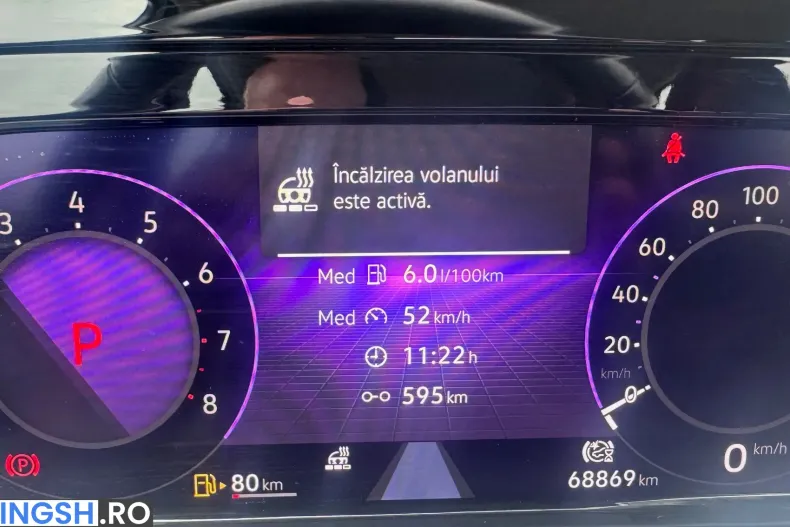 Încălzirea volanului
este activă.
Med 6.0 l/100km
Med 52 km/h
11:22 h
595 km
3 4 5 6 7 8
P
P
80 km
68869 km
0 20 40 60 80 100
km/h
0 km/h
INGSH.RO